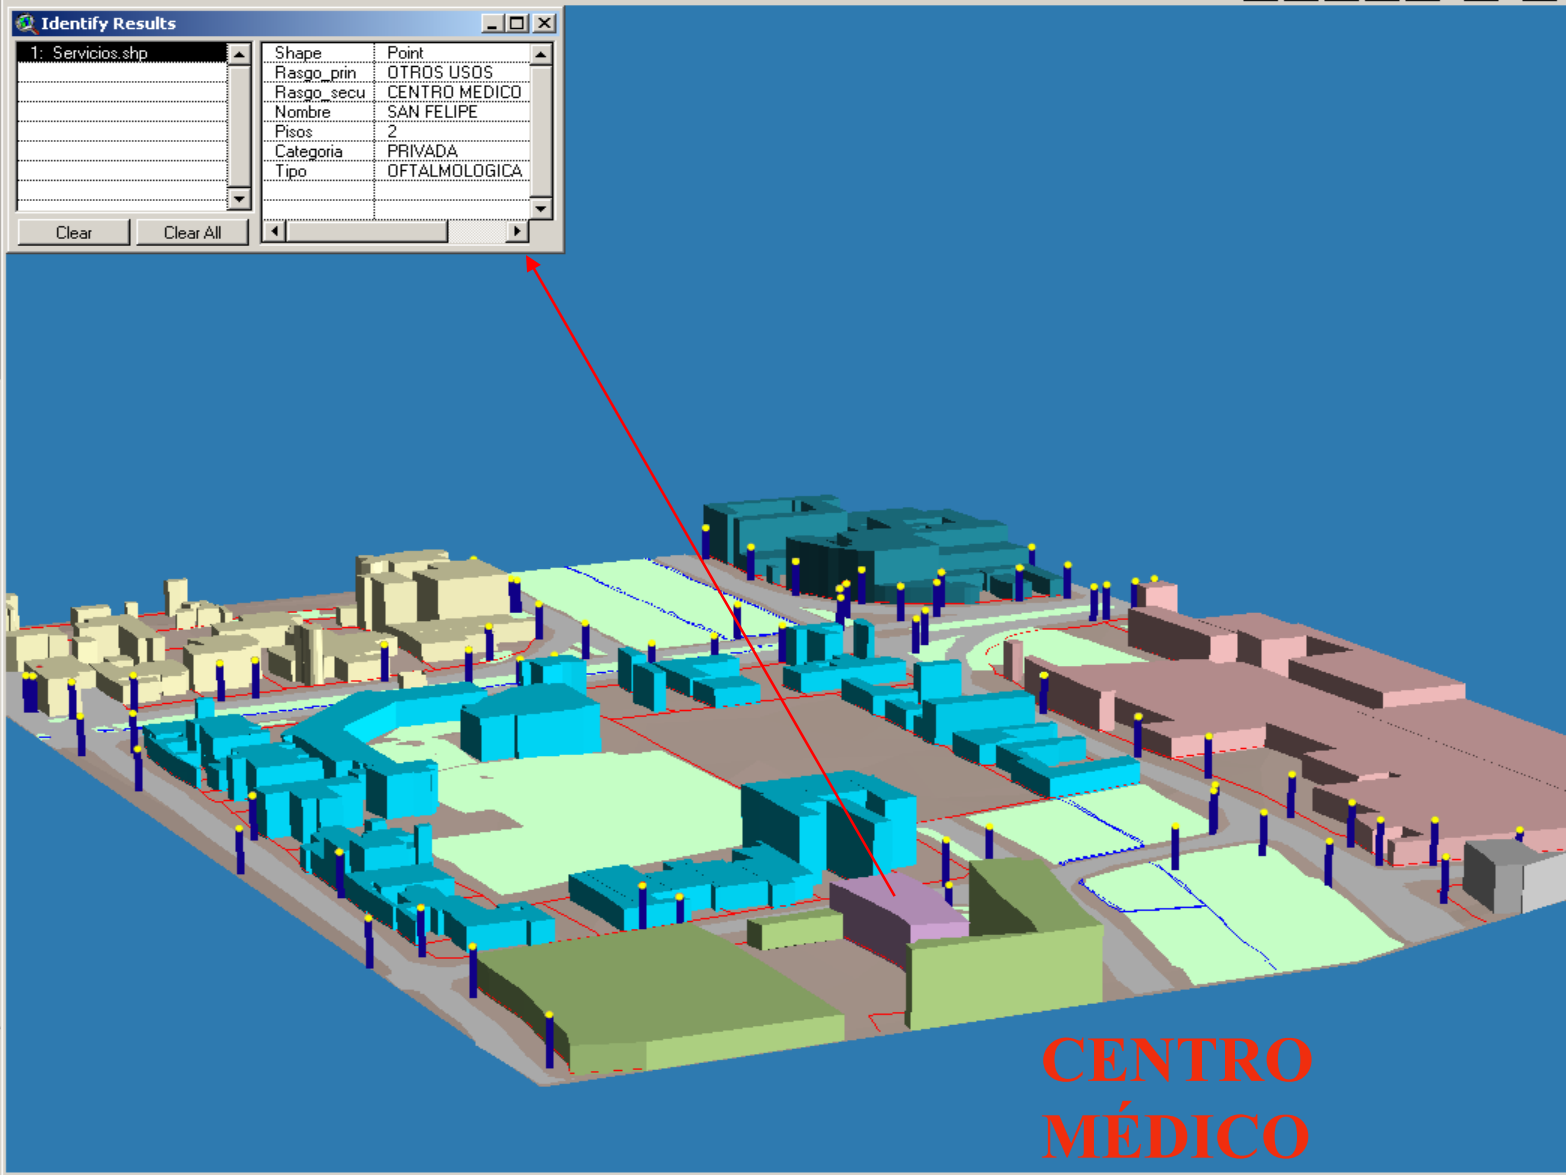 Identify Results
1: Servicios.shp
Shape Point
Rasgo_prin OTROS USOS
Rasgo_secu CENTRO MEDICO
Nombre SAN FELIPE
Pisos 2
Categoria PRIVADA
Tipo OFTALMOLOGICA
Clear Clear All
CENTRO
MÉDICO